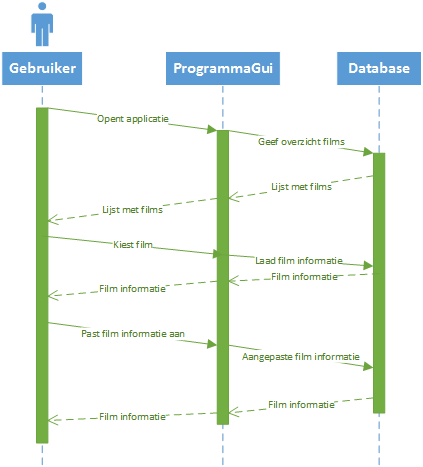 Gebruiker
ProgrammaGui
Database
Opent applicatie
Geef overzicht films
Lijst met films
Lijst met films
Kiest film
Laad film informatie
Film informatie
Film informatie
Past film informatie aan
Aangepaste film informatie
Film informatie
Film informatie